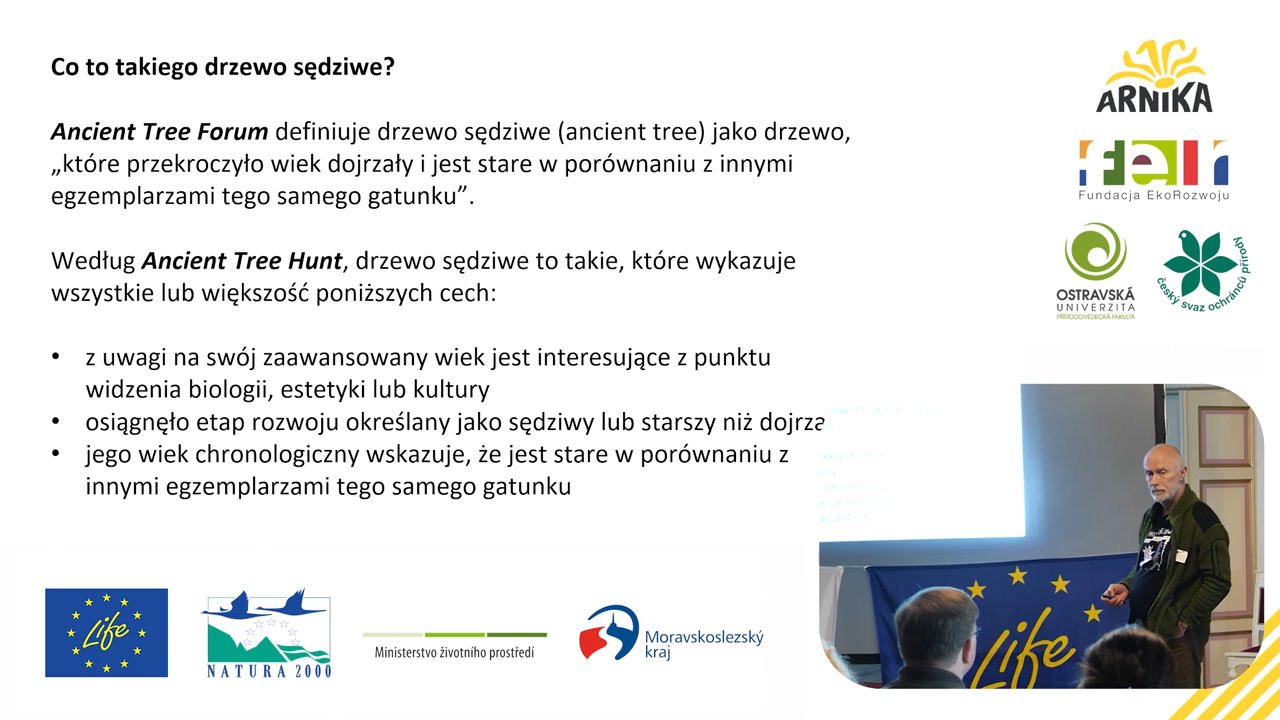 Co to takiego drzewo sędziwe?
Ancient Tree Forum definiuje drzewo sędziwe (ancient tree) jako drzewo,
„które przekroczyło wiek dojrzały i jest stare w porównaniu z innymi
egzemplarzami tego samego gatunku”.
Według Ancient Tree Hunt, drzewo sędziwe to takie, które wykazuje
wszystkie lub większość poniższych cech:
• z uwagi na swój zaawansowany wiek jest interesujące z punktu
widzenia biologii, estetyki lub kultury
• osiągnęło etap rozwoju określany jako sędziwy lub starszy niż
• jego wiek chronologiczny wskazuje, że jest stare w porównaniu z
innymi egzemplarzami tego samego gatunku
ARNIKA
feR
Fundacja EkoRozwoju
OSTRAVSKÁ
UNIVERZITA
PŘÍRODOVĚDECKÁ FAKULTA
český svaz ochránců přírody
Life
NATURA 2000
Ministerstvo životního prostředí
Moravskoslezský
kraj
Life